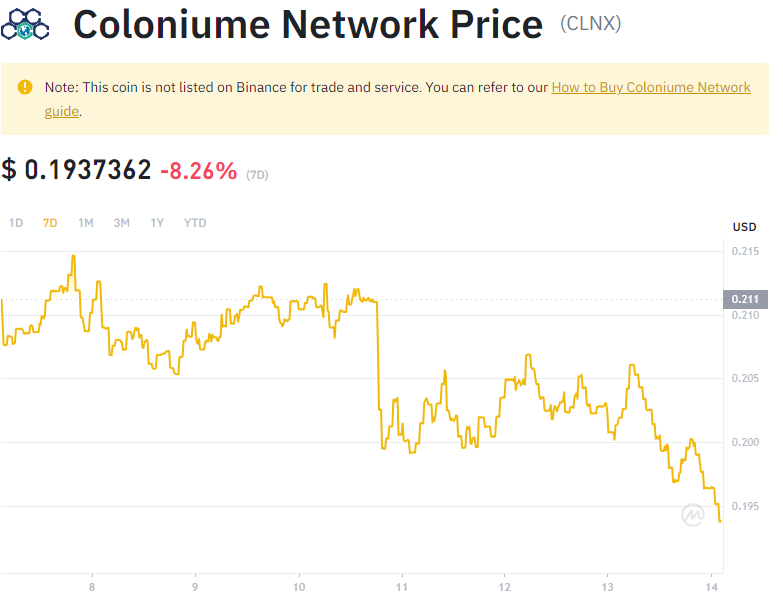 Coloniume Network Price (CLNX)
Note: This coin is not listed on Binance for trade and service. You can refer to our How to Buy Coloniume Network
guide.
$ 0.1937362 -8.26% (7D)
1D 7D 1M 3M 1Y YTD
USD
0.215
0.211
0.210
0.205
0.200
0.195
8 9 10 11 12 13 14